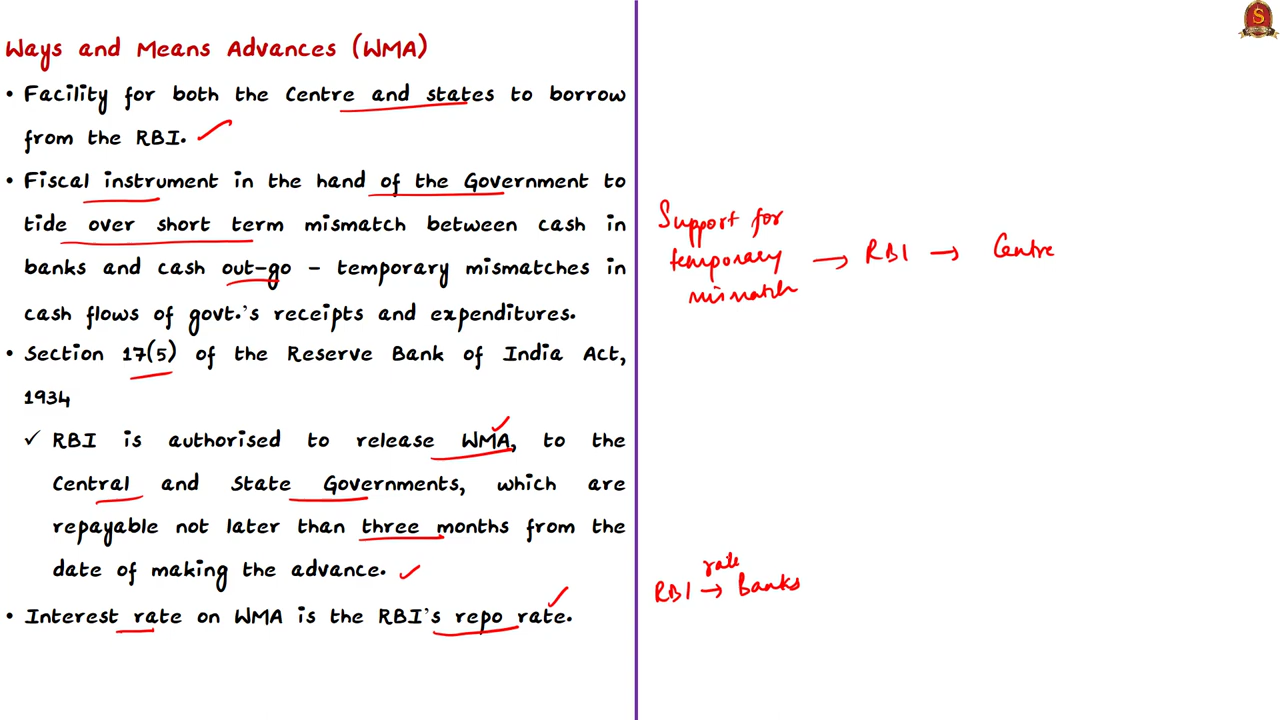 Ways and Means Advances (WMA)
• Facility for both the Centre and states to borrow
from the RBI.
• Fiscal instrument in the hand of the Government to
tide over short term mismatch between cash in
banks and cash out-go – temporary mismatches in
cash flows of govt.'s receipts and expenditures.
• Section 17(5) of the Reserve Bank of India Act,
1934
✓ RBI is authorised to release WMA, to the
Central and State Governments, which are
repayable not later than three months from the
date of making the advance.
• Interest rate on WMA is the RBI's repo rate.
Support for
temporary → RBI → Centre
mismatch
rate
RBI → Banks
S